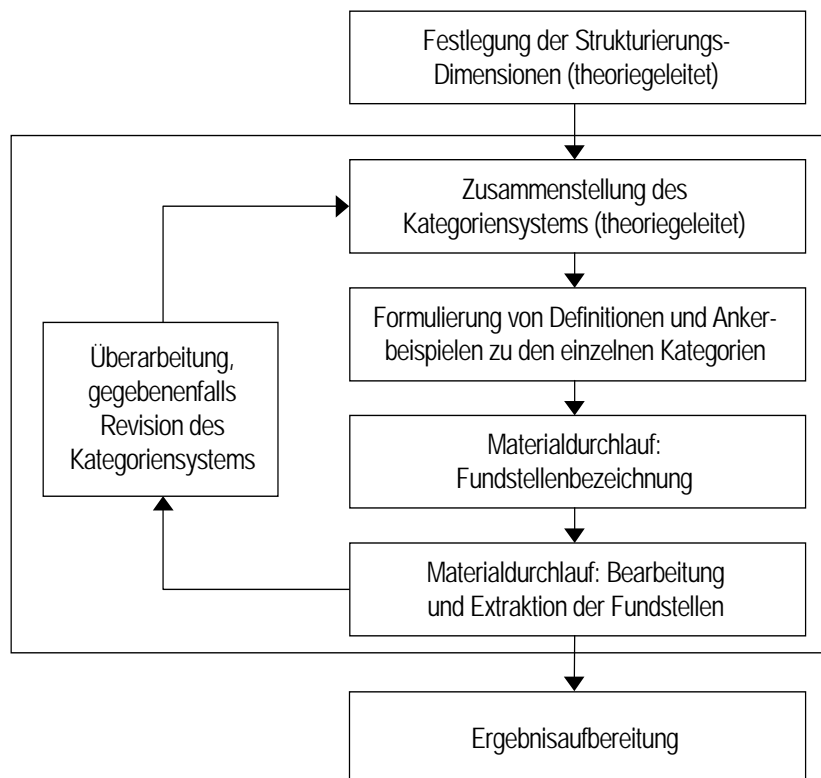 Festlegung der Strukturierungs-
Dimensionen (theoriegeleitet)
Zusammenstellung des
Kategoriensystems (theoriegeleitet)
Formulierung von Definitionen und Anker-
beispielen zu den einzelnen Kategorien
Überarbeitung,
gegebenenfalls
Revision des
Kategoriensystems
Materialdurchlauf:
Fundstellenbezeichnung
Materialdurchlauf: Bearbeitung
und Extraktion der Fundstellen
Ergebnisaufbereitung